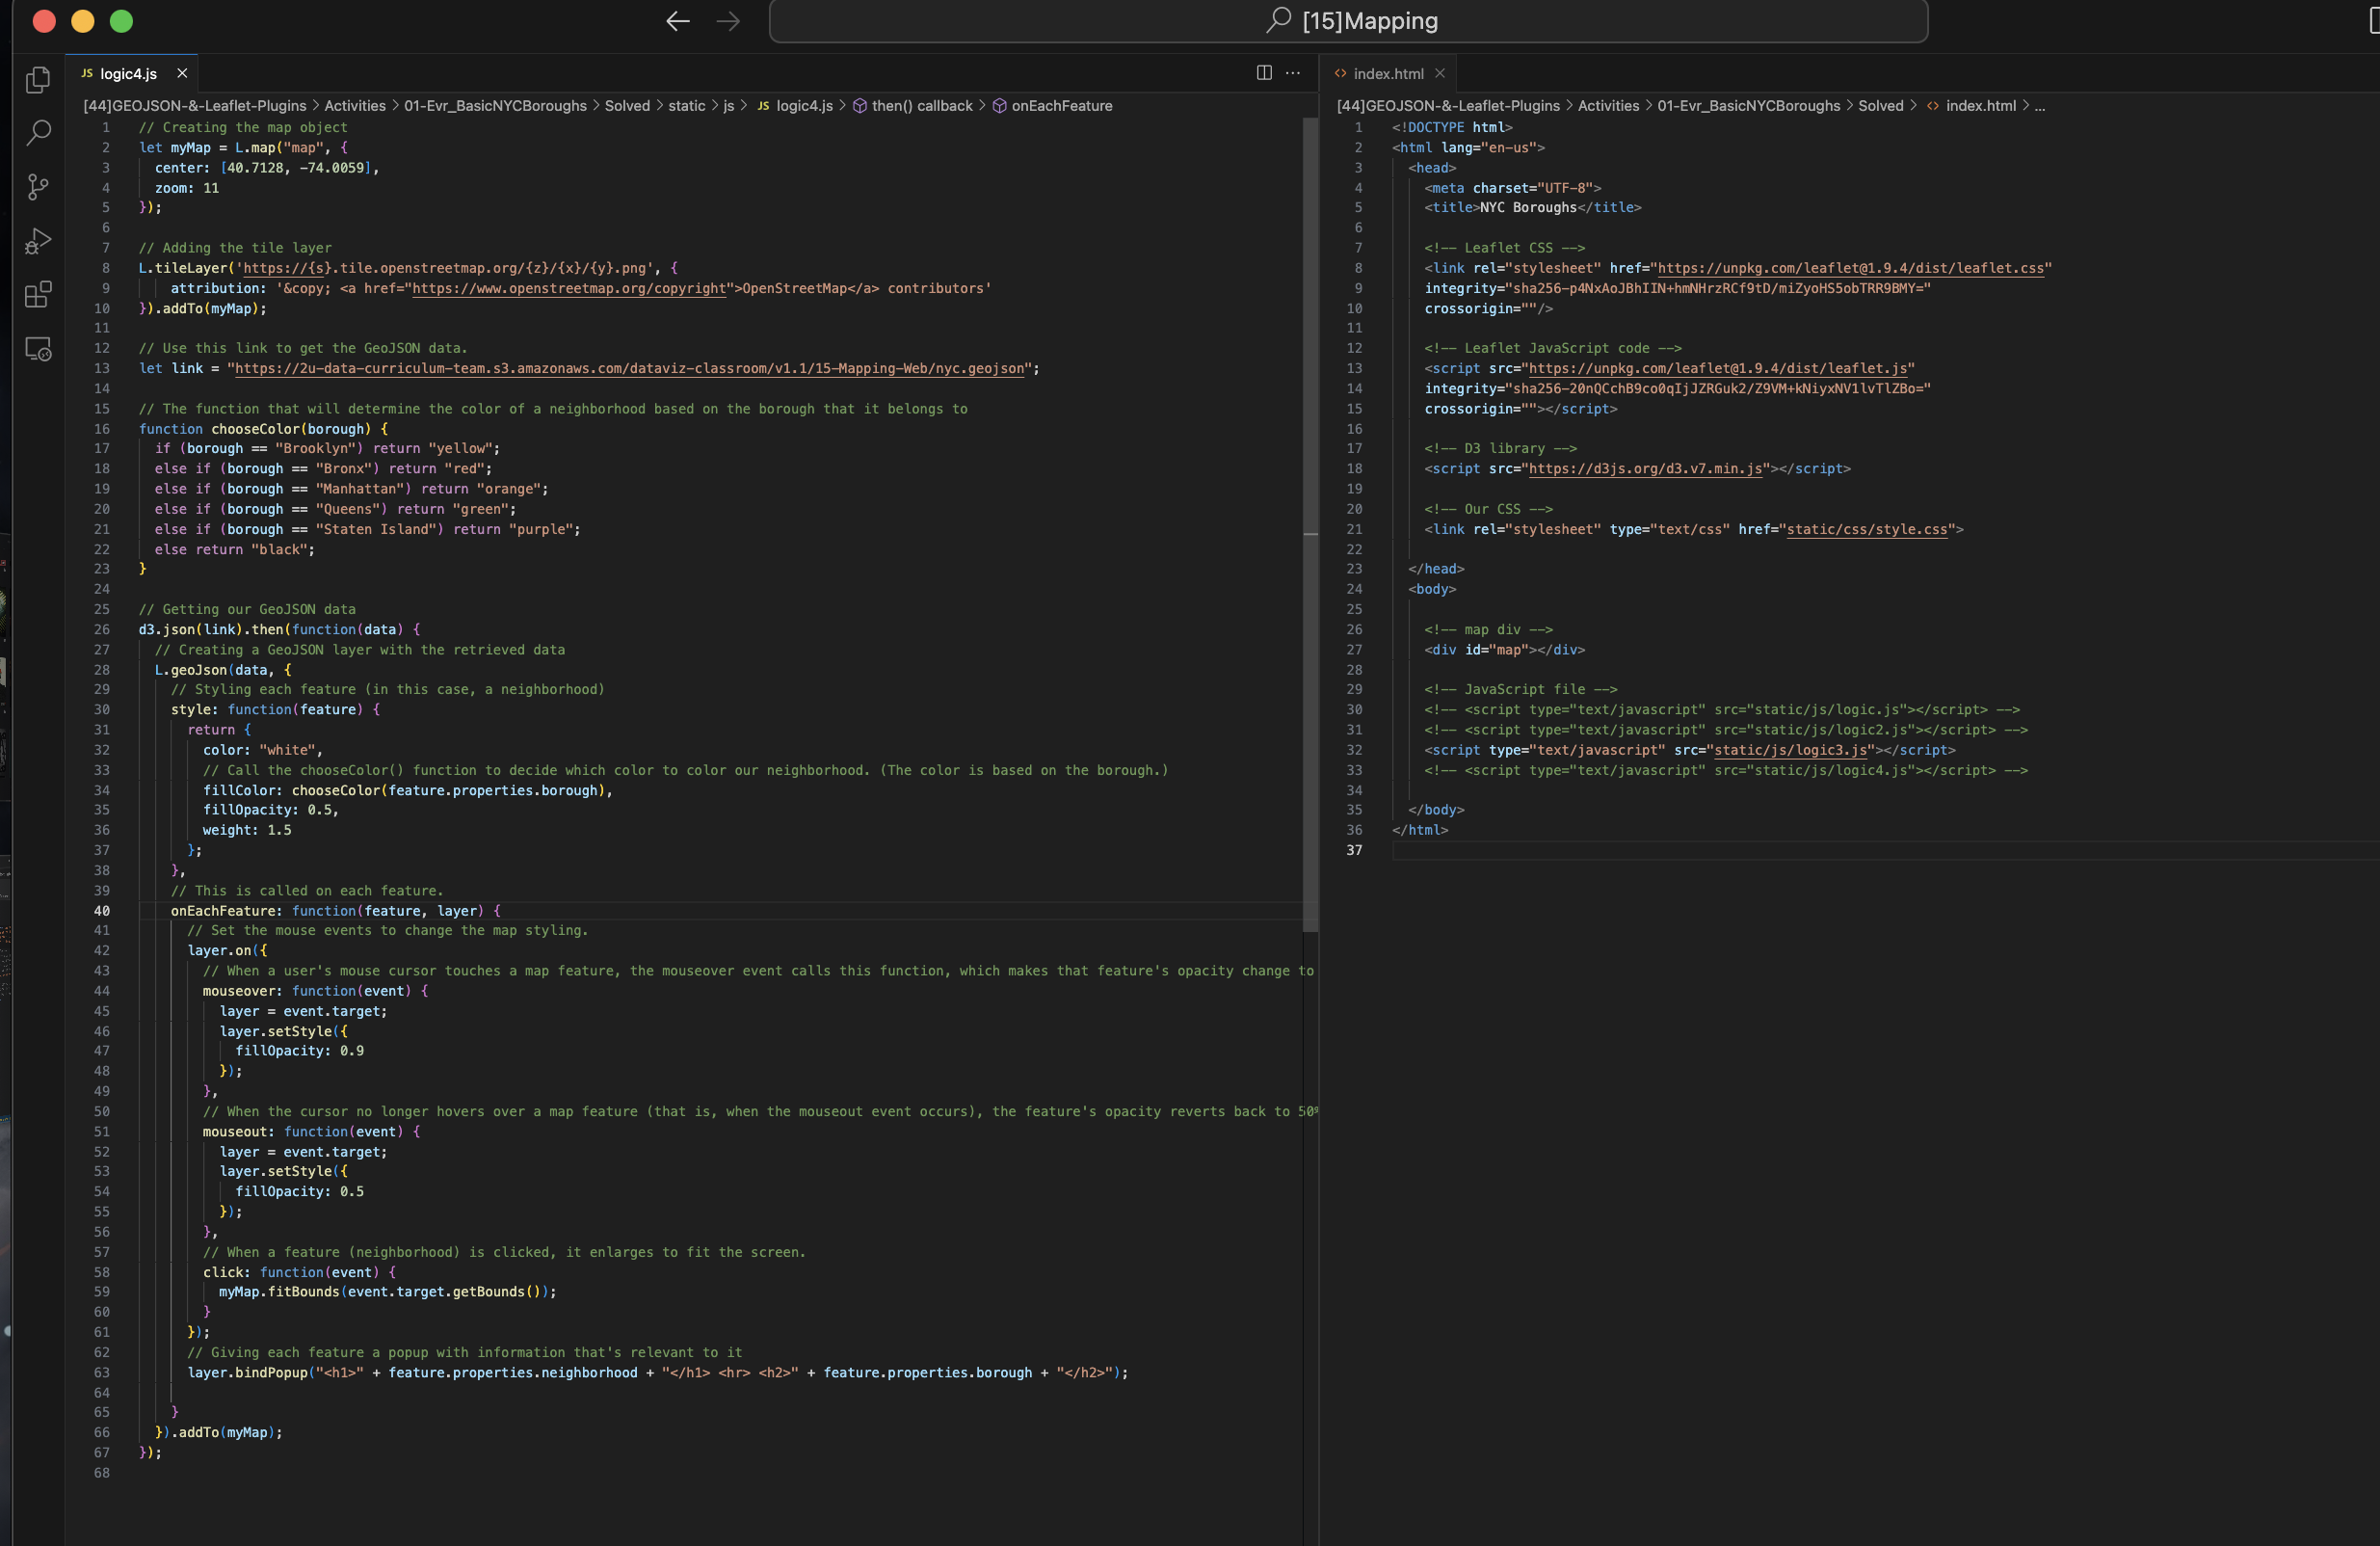 [15]Mapping
JS logic4.js
[44]GEOJSON-&-Leaflet-Plugins > Activities > 01-Evr_BasicNYCBoroughs > Solved > static > js > JS logic4.js > then() callback > onEachFeature
1 // Creating the map object
2 let myMap = L.map("map", {
3 center: [40.7128, -74.0059],
4 zoom: 11
5 });
6
7 // Adding the tile layer
8 L.tileLayer('https://{s}.tile.openstreetmap.org/{z}/{x}/{y}.png', {
9 attribution: '&copy; <a href="https://www.openstreetmap.org/copyright">OpenStreetMap</a> contributors'
10 }).addTo(myMap);
11
12 // Use this link to get the GeoJSON data.
13 let link = "https://2u-data-curriculum-team.s3.amazonaws.com/dataviz-classroom/v1.1/15-Mapping-Web/nyc.geojson";
14
15 // The function that will determine the color of a neighborhood based on the borough that it belongs to
16 function chooseColor(borough) {
17 if (borough == "Brooklyn") return "yellow";
18 else if (borough == "Bronx") return "red";
19 else if (borough == "Manhattan") return "orange";
20 else if (borough == "Queens") return "green";
21 else if (borough == "Staten Island") return "purple";
22 else return "black";
23 }
24
25 // Getting our GeoJSON data
26 d3.json(link).then(function(data) {
27 // Creating a GeoJSON layer with the retrieved data
28 L.geoJson(data, {
29 // Styling each feature (in this case, a neighborhood)
30 style: function(feature) {
31 return {
32 color: "white",
33 // Call the chooseColor() function to decide which color to color our neighborhood. (The color is based on the borough.)
34 fillColor: chooseColor(feature.properties.borough),
35 fillOpacity: 0.5,
36 weight: 1.5
37 };
38 },
39 // This is called on each feature.
40 onEachFeature: function(feature, layer) {
41 // Set the mouse events to change the map styling.
42 layer.on({
43 // When a user's mouse cursor touches a map feature, the mouseover event calls this function, which makes that feature's opacity change to
44 mouseover: function(event) {
45 layer = event.target;
46 layer.setStyle({
47 fillOpacity: 0.9
48 });
49 },
50 // When the cursor no longer hovers over a map feature (that is, when the mouseout event occurs), the feature's opacity reverts back to 50%
51 mouseout: function(event) {
52 layer = event.target;
53 layer.setStyle({
54 fillOpacity: 0.5
55 });
56 },
57 // When a feature (neighborhood) is clicked, it enlarges to fit the screen.
58 click: function(event) {
59 myMap.fitBounds(event.target.getBounds());
60 }
61 });
62 // Giving each feature a popup with information that's relevant to it
63 layer.bindPopup("<h1>" + feature.properties.neighborhood + "</h1> <hr> <h2>" + feature.properties.borough + "</h2>");
64
65 }
66 }).addTo(myMap);
67 });
68
index.html
[44]GEOJSON-&-Leaflet-Plugins > Activities > 01-Evr_BasicNYCBoroughs > Solved > index.html > ...
1 <!DOCTYPE html>
2 <html lang="en-us">
3 <head>
4 <meta charset="UTF-8">
5 <title>NYC Boroughs</title>
6
7 <!-- Leaflet CSS -->
8 <link rel="stylesheet" href="https://unpkg.com/leaflet@1.9.4/dist/leaflet.css"
9 integrity="sha256-p4NxAoJBhIIN+hmNHrzRCf9tD/miZyoHS5obTRR9BMY="
10 crossorigin=""/>
11
12 <!-- Leaflet JavaScript code -->
13 <script src="https://unpkg.com/leaflet@1.9.4/dist/leaflet.js"
14 integrity="sha256-20nQCchB9co0qIjJZRGuk2/Z9VM+kNiyxNV1lvTlZBo="
15 crossorigin=""></script>
16
17 <!-- D3 library -->
18 <script src="https://d3js.org/d3.v7.min.js"></script>
19
20 <!-- Our CSS -->
21 <link rel="stylesheet" type="text/css" href="static/css/style.css">
22
23 </head>
24 <body>
25
26 <!-- map div -->
27 <div id="map"></div>
28
29 <!-- JavaScript file -->
30 <!-- <script type="text/javascript" src="static/js/logic.js"></script> -->
31 <!-- <script type="text/javascript" src="static/js/logic2.js"></script> -->
32 <script type="text/javascript" src="static/js/logic3.js"></script>
33 <!-- <script type="text/javascript" src="static/js/logic4.js"></script> -->
34
35 </body>
36 </html>
37